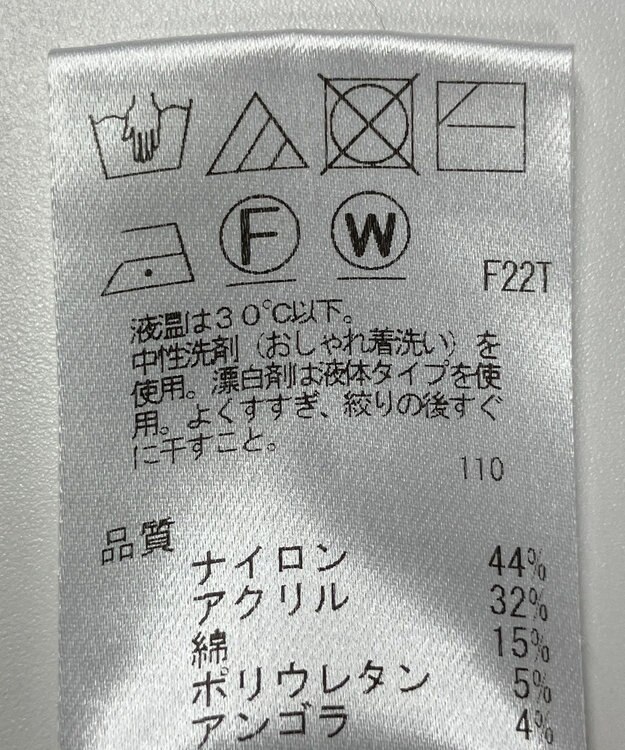 F
W
F22T
液温は30℃以下。
中性洗剤（おしゃれ着洗い）を
使用。漂白剤は液体タイプを使
用。よくすすぎ、絞りの後すぐ
に干すこと。
110
品質
ナイロン 44%
アクリル 32%
綿 15%
ポリウレタン 5%
アンゴラ 4%